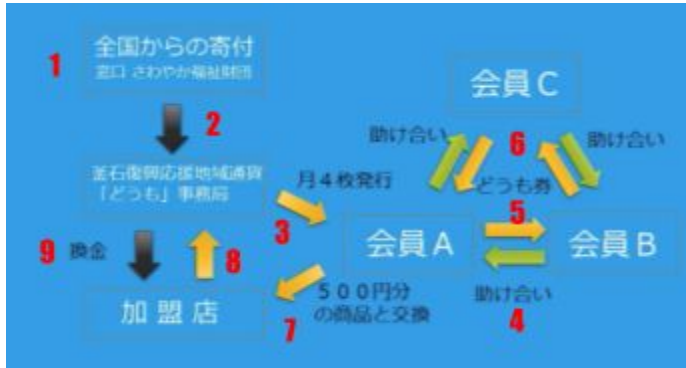 1
全国からの寄付
窓口 さわやか福祉財団
2
釜石復興応援地域通貨
「どうも」事務局
月４枚発行
3
会員Ｃ
助け合い
6
助け合い
どうも券
5
会員Ａ
会員Ｂ
助け合い
4
9 換金
8
加盟店
５００円分
の商品と交換
7